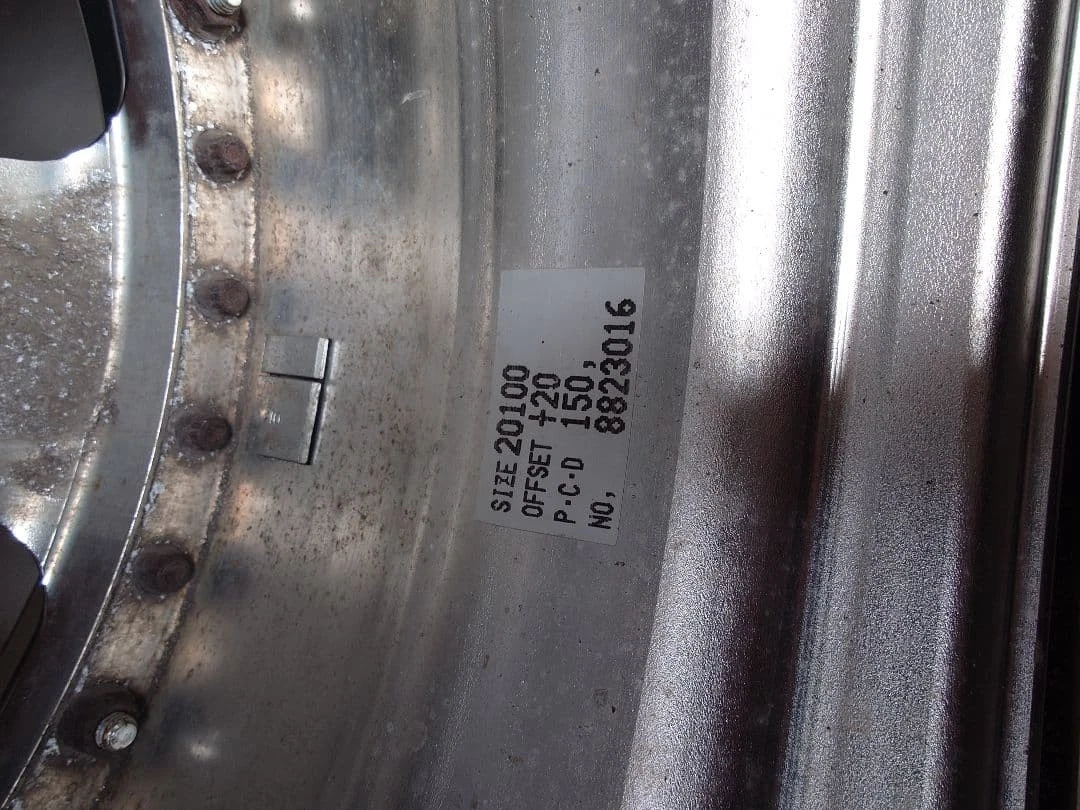 SIZE 20100
OFFSET +20
P.C.D 150,
NO, 8823016